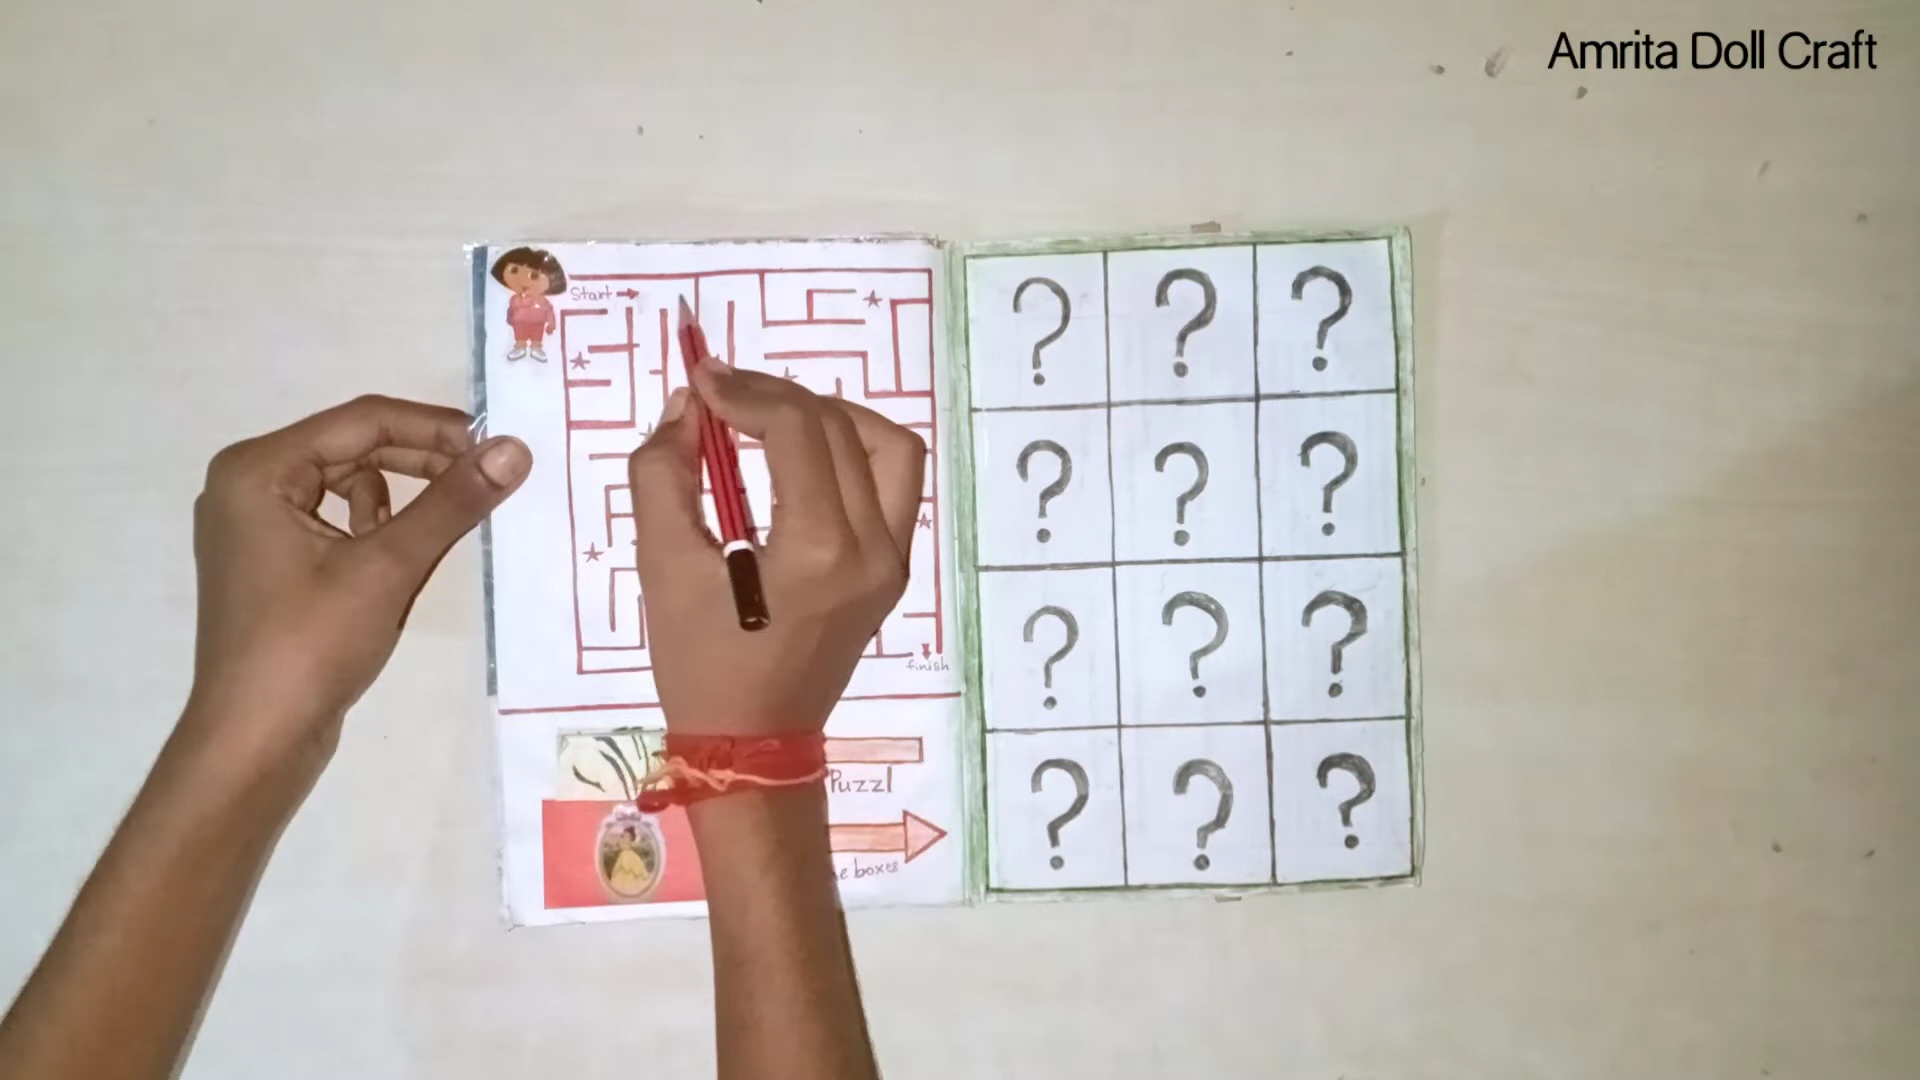 Amrita Doll Craft
Start
finish
Puzzl
boxes
? ? ?
? ? ?
? ? ?
? ? ?